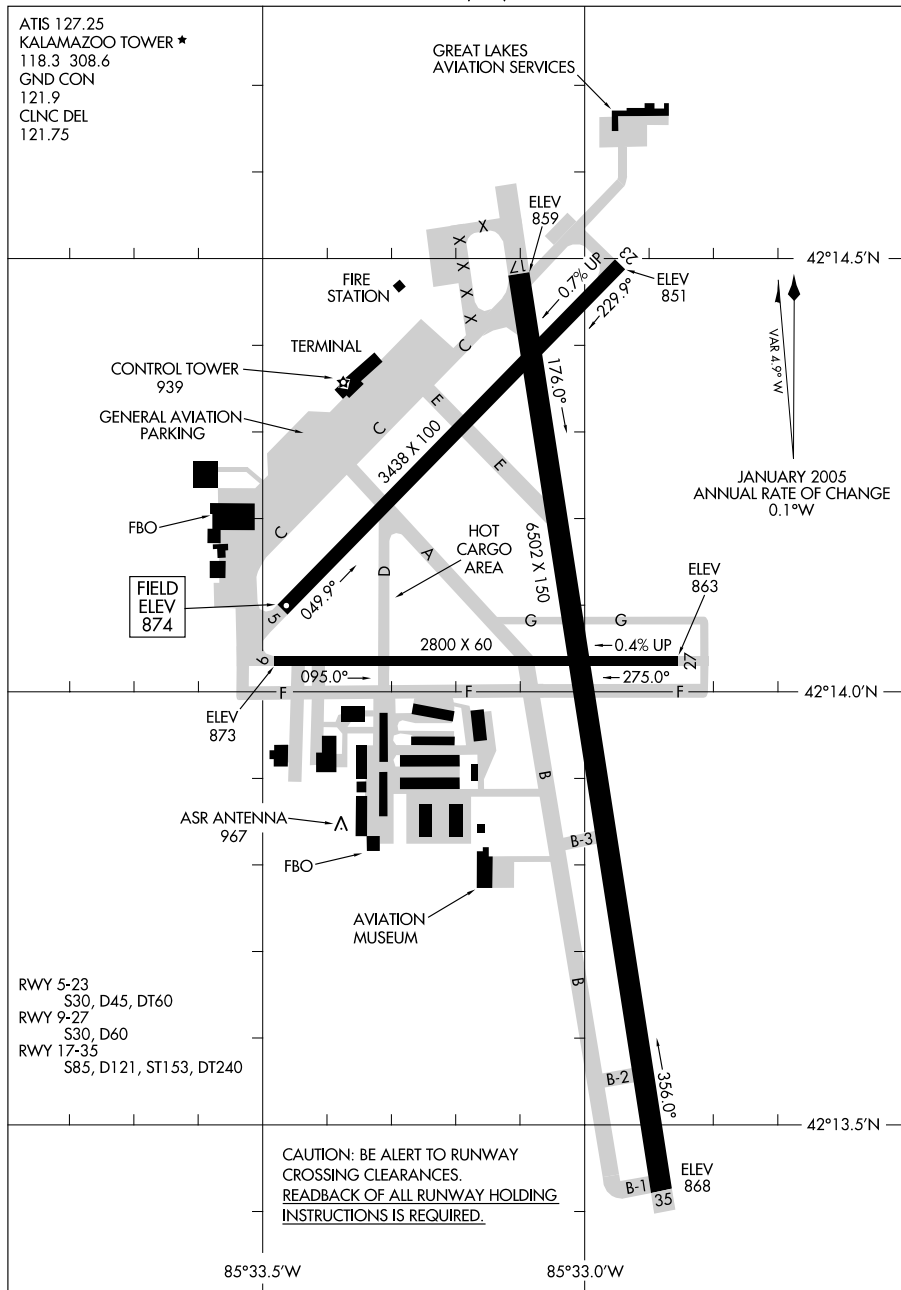 ATIS 127.25
KALAMAZOO TOWER ★
118.3 308.6
GND CON
121.9
CLNC DEL
121.75
GREAT LAKES
AVIATION SERVICES
ELEV
859
X
X
X
X
X
17
23
42°14.5'N
0.7% UP
229.9°
ELEV
851
FIRE
STATION
VAR 4.9° W
TERMINAL
C
CONTROL TOWER
939
176.0°
GENERAL AVIATION
PARKING
E
C
3438 X 100
E
JANUARY 2005
ANNUAL RATE OF CHANGE
0.1°W
FBO
C
HOT
CARGO
AREA
A
6502 X 150
D
ELEV
863
FIELD
ELEV
874
049.9°
5
G
G
2800 X 60
0.4% UP
9
27
095.0°
275.0°
F
F
F
42°14.0'N
ELEV
873
B
ASR ANTENNA
967
B-3
FBO
AVIATION
MUSEUM
B
RWY 5-23
S30, D45, DT60
RWY 9-27
S30, D60
RWY 17-35
S85, D121, ST153, DT240
B-2
356.0°
42°13.5'N
CAUTION: BE ALERT TO RUNWAY
CROSSING CLEARANCES.
READBACK OF ALL RUNWAY HOLDING
INSTRUCTIONS IS REQUIRED.
B-1
35
ELEV
868
85°33.5'W
85°33.0'W